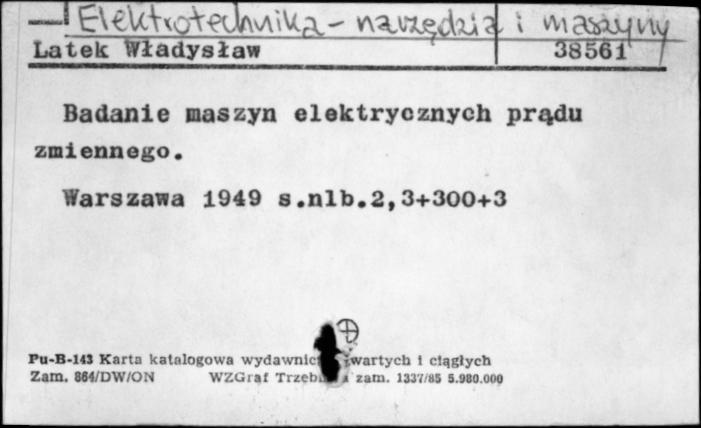 Elektrotechnika - narzędzia i maszyny
Latek Władysław 38561
Badanie maszyn elektrycznych prądu
zmiennego.
Warszawa 1949 s.nlb.2,3+300+3
Pu-B-143 Karta katalogowa wydawnic wartych i ciągłych
Zam. 864/DW/ON WZGraf Trzeb zam. 1337/85 5.980.000